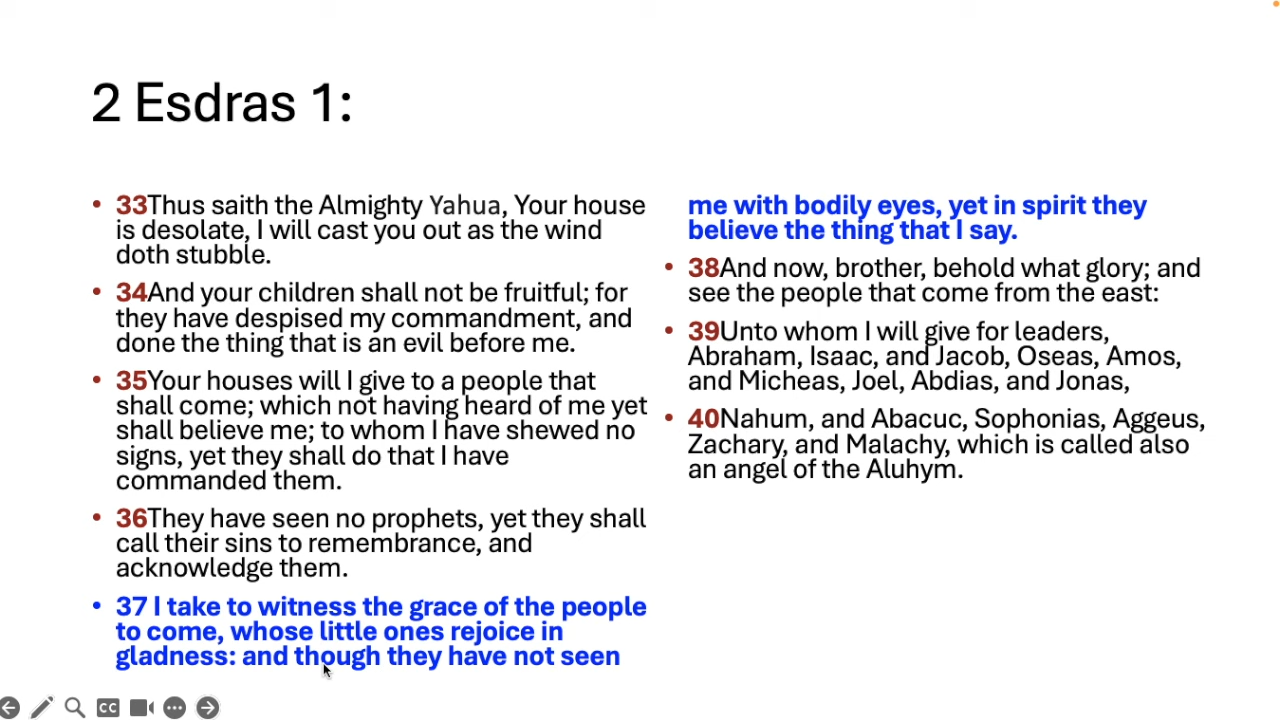 2 Esdras 1:
• 33Thus saith the Almighty Yahua, Your house
is desolate, I will cast you out as the wind
doth stubble.
• 34And your children shall not be fruitful; for
they have despised my commandment, and
done the thing that is an evil before me.
• 35Your houses will I give to a people that
shall come; which not having heard of me yet
shall believe me; to whom I have shewed no
signs, yet they shall do that I have
commanded them.
• 36They have seen no prophets, yet they shall
call their sins to remembrance, and
acknowledge them.
• 37 I take to witness the grace of the people
to come, whose little ones rejoice in
gladness: and though they have not seen
me with bodily eyes, yet in spirit they
believe the thing that I say.
• 38And now, brother, behold what glory; and
see the people that come from the east:
• 39Unto whom I will give for leaders,
Abraham, Isaac, and Jacob, Oseas, Amos,
and Micheas, Joel, Abdias, and Jonas,
• 40Nahum, and Abacuc, Sophonias, Aggeus,
Zachary, and Malachy, which is called also
an angel of the Aluhym.
CC